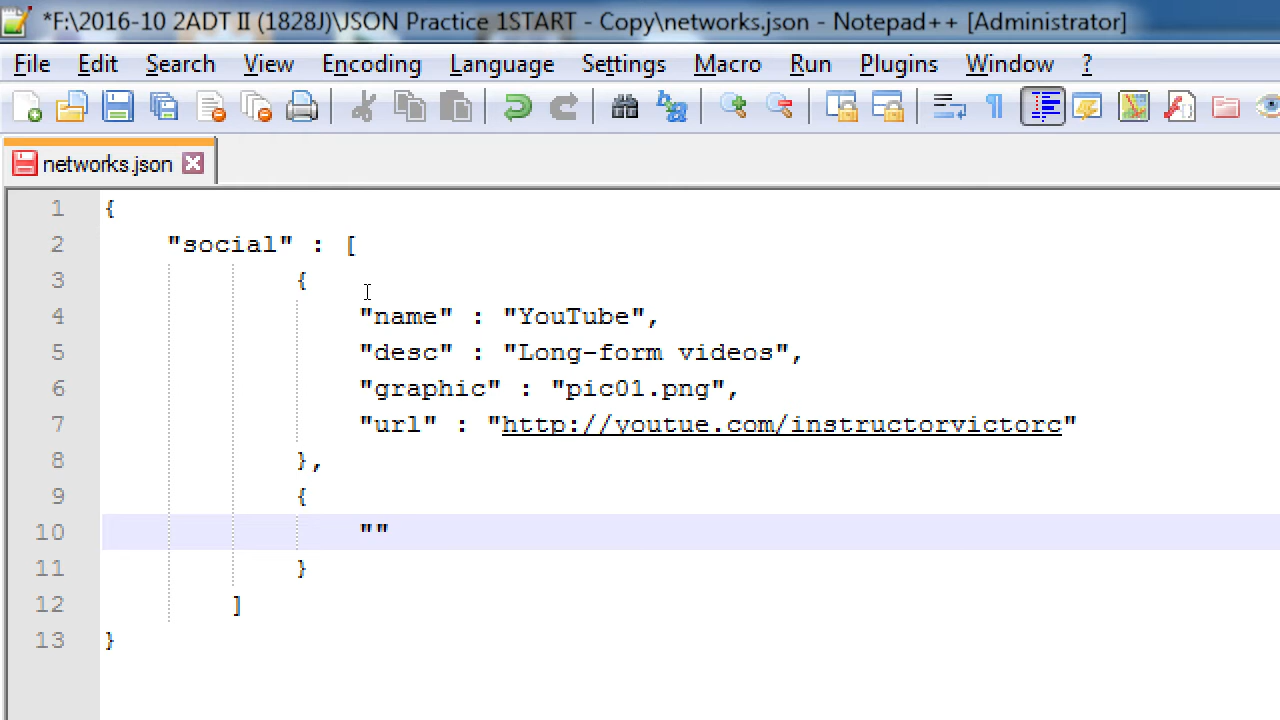 *F:\2016-10 2ADT II (1828J)\JSON Practice 1START - Copy\networks.json - Notepad++ [Administrator]
File Edit Search View Encoding Language Settings Macro Run Plugins Window ?
networks.json
1 {
2 "social" : [
3 {
4 "name" : "YouTube",
5 "desc" : "Long-form videos",
6 "graphic" : "pic01.png",
7 "url" : "http://youtue.com/instructorvictorc"
8 },
9 {
10 ""
11 }
12 ]
13 }